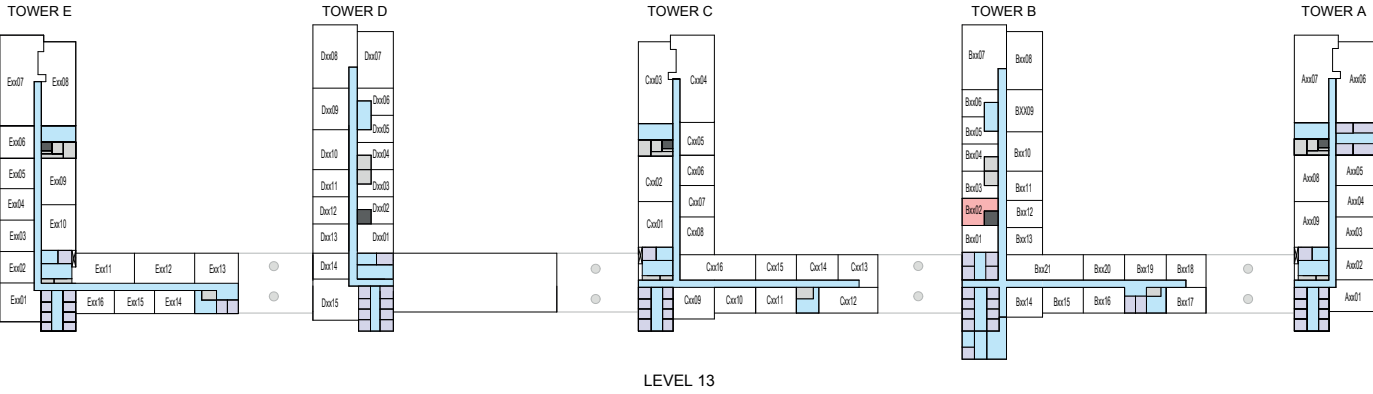 TOWER E
TOWER D
TOWER C
TOWER B
TOWER A
Exx07
Exx08
Exx06
Exx05
Exx09
Exx04
Exx10
Exx03
Exx02
Exx01
Exx11
Exx12
Exx13
Exx16
Exx15
Exx14
Dxx08
Dxx07
Dxx06
Dxx09
Dxx05
Dxx10
Dxx04
Dxx11
Dxx03
Dxx12
Dxx02
Dxx13
Dxx01
Dxx14
Dxx15
Cxx03
Cxx04
Cxx05
Cxx02
Cxx06
Cxx07
Cxx01
Cxx08
Cxx16
Cxx15
Cxx14
Cxx13
Cxx09
Cxx10
Cxx11
Cxx12
Bxx07
Bxx08
Bxx06
BXX09
Bxx05
Bxx04
Bxx10
Bxx03
Bxx11
Bxx02
Bxx12
Bxx01
Bxx13
Bxx21
Bxx20
Bxx19
Bxx18
Bxx14
Bxx15
Bxx16
Bxx17
Axx07
Axx06
Axx08
Axx05
Axx04
Axx09
Axx03
Axx02
Axx01
LEVEL 13